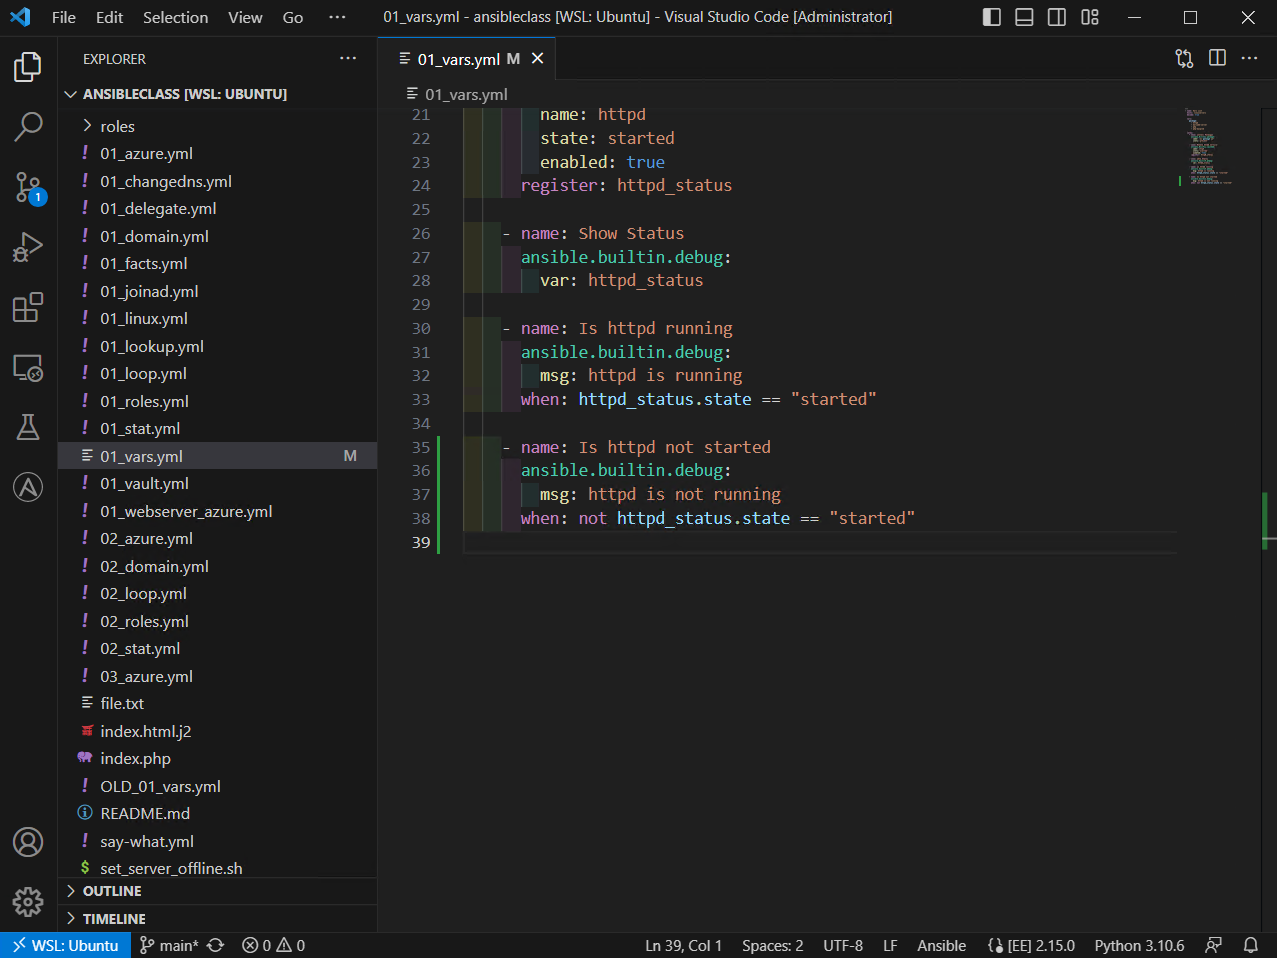 File Edit Selection View Go ··· 01_vars.yml - ansibleclass [WSL: Ubuntu] - Visual Studio Code [Administrator]
EXPLORER ···
ANSIBLECLASS [WSL: UBUNTU]
roles
! 01_azure.yml
! 01_changedns.yml
1
! 01_delegate.yml
! 01_domain.yml
! 01_facts.yml
! 01_joinad.yml
! 01_linux.yml
! 01_lookup.yml
! 01_loop.yml
! 01_roles.yml
! 01_stat.yml
01_vars.yml M
! 01_vault.yml
! 01_webserver_azure.yml
! 02_azure.yml
! 02_domain.yml
! 02_loop.yml
! 02_roles.yml
! 02_stat.yml
! 03_azure.yml
file.txt
index.html.j2
index.php
! OLD_01_vars.yml
README.md
! say-what.yml
$ set_server_offline.sh
OUTLINE
TIMELINE
01_vars.yml M
01_vars.yml
21 name: httpd
22 state: started
23 enabled: true
24 register: httpd_status
25
26 - name: Show Status
27 ansible.builtin.debug:
28 var: httpd_status
29
30 - name: Is httpd running
31 ansible.builtin.debug:
32 msg: httpd is running
33 when: httpd_status.state == "started"
34
35 - name: Is httpd not started
36 ansible.builtin.debug:
37 msg: httpd is not running
38 when: not httpd_status.state == "started"
39
WSL: Ubuntu main* 0 0 Ln 39, Col 1 Spaces: 2 UTF-8 LF Ansible [EE] 2.15.0 Python 3.10.6